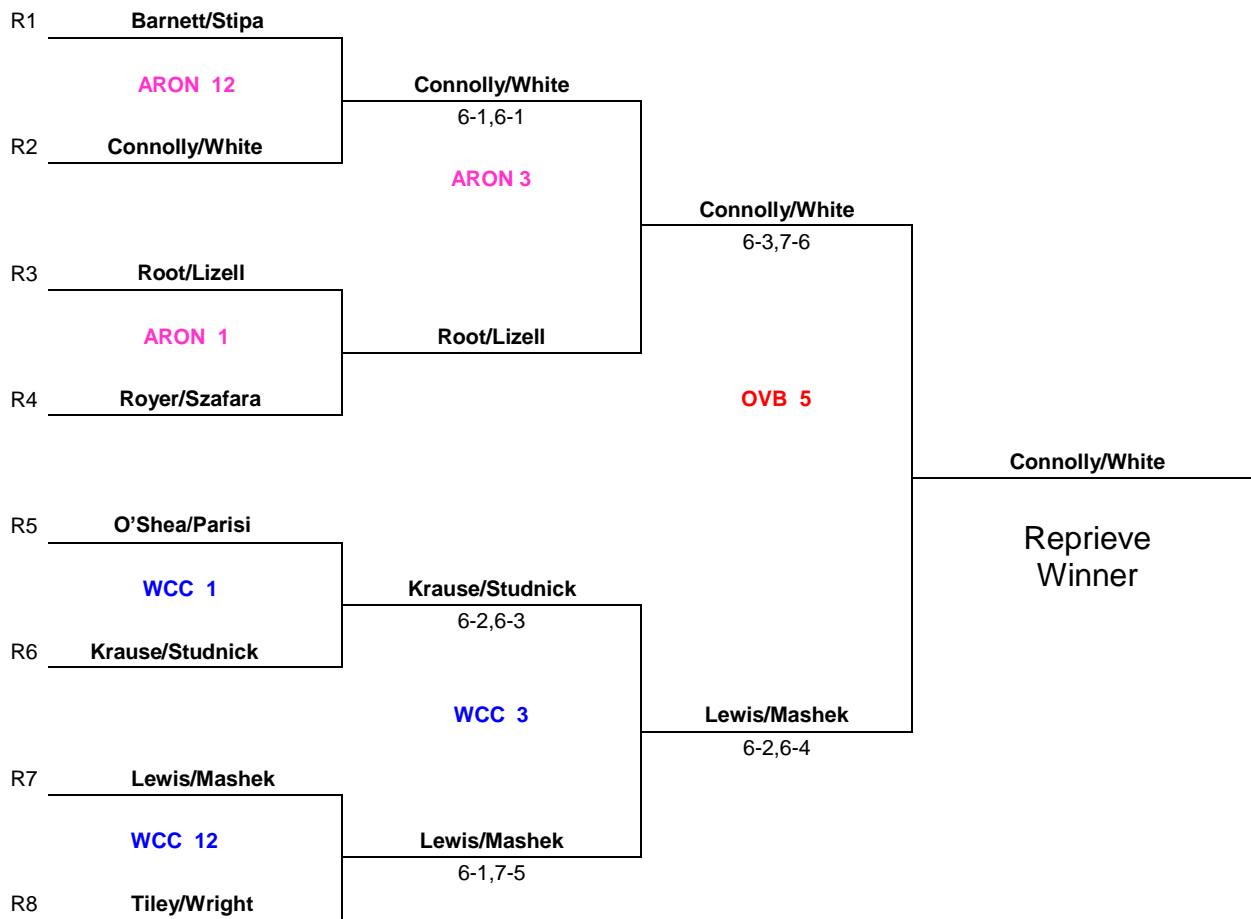 R1 Barnett/Stipa
ARON 12 Connolly/White
6-1,6-1
R2 Connolly/White
ARON 3
Connolly/White
6-3,7-6
R3 Root/Lizell
ARON 1 Root/Lizell
R4 Royer/Szafara
OVB 5
Connolly/White
R5 O'Shea/Parisi
Reprieve
Winner
WCC 1 Krause/Studnick
6-2,6-3
R6 Krause/Studnick
WCC 3 Lewis/Mashek
6-2,6-4
R7 Lewis/Mashek
WCC 12 Lewis/Mashek
6-1,7-5
R8 Tiley/Wright